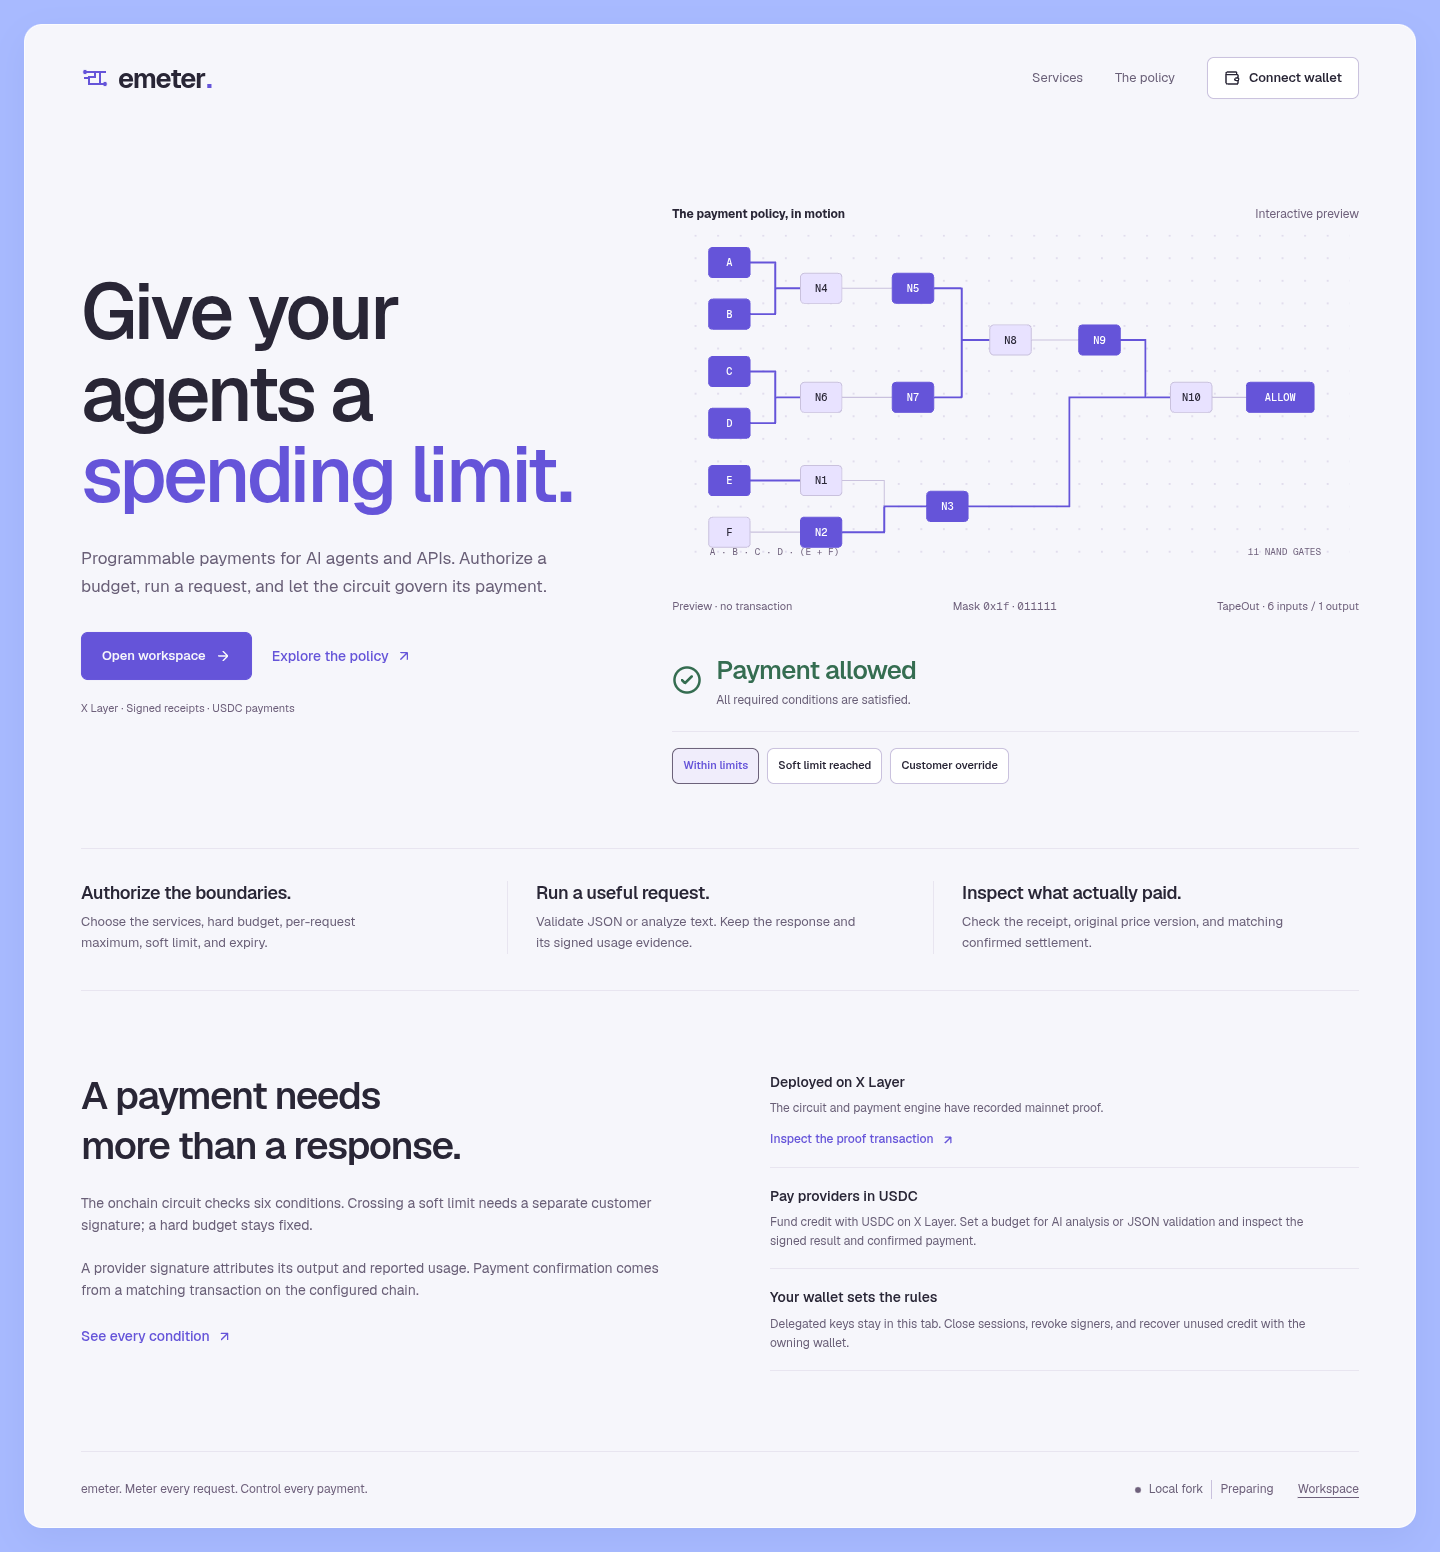 emeter.
Services
The policy
Connect wallet
Give your
agents a
spending limit.
Programmable payments for AI agents and APIs. Authorize a
budget, run a request, and let the circuit govern its payment.
Open workspace
Explore the policy
X Layer · Signed receipts · USDC payments
The payment policy, in motion
Interactive preview
A
B
C
D
E
F
N4
N6
N1
N2
N5
N7
N3
N8
N9
N10
ALLOW
A · B · C · D · (E + F)
11 NAND GATES
Preview · no transaction
Mask 0x1f · 011111
TapeOut · 6 inputs / 1 output
Payment allowed
All required conditions are satisfied.
Within limits
Soft limit reached
Customer override
Authorize the boundaries.
Choose the services, hard budget, per-request
maximum, soft limit, and expiry.
Run a useful request.
Validate JSON or analyze text. Keep the response and
its signed usage evidence.
Inspect what actually paid.
Check the receipt, original price version, and matching
confirmed settlement.
A payment needs
more than a response.
The onchain circuit checks six conditions. Crossing a soft limit needs a separate customer
signature; a hard budget stays fixed.
A provider signature attributes its output and reported usage. Payment confirmation comes
from a matching transaction on the configured chain.
See every condition
Deployed on X Layer
The circuit and payment engine have recorded mainnet proof.
Inspect the proof transaction
Pay providers in USDC
Fund credit with USDC on X Layer. Set a budget for AI analysis or JSON validation and inspect the
signed result and confirmed payment.
Your wallet sets the rules
Delegated keys stay in this tab. Close sessions, revoke signers, and recover unused credit with the
owning wallet.
emeter. Meter every request. Control every payment.
Local fork
Preparing
Workspace